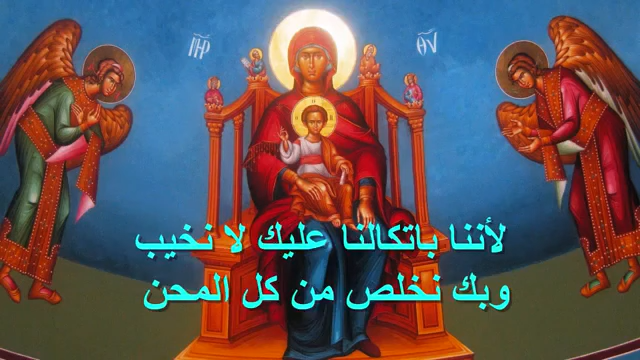 لأننا باتكالنا عليك لا نخيب
وبك نخلص من كل المحن